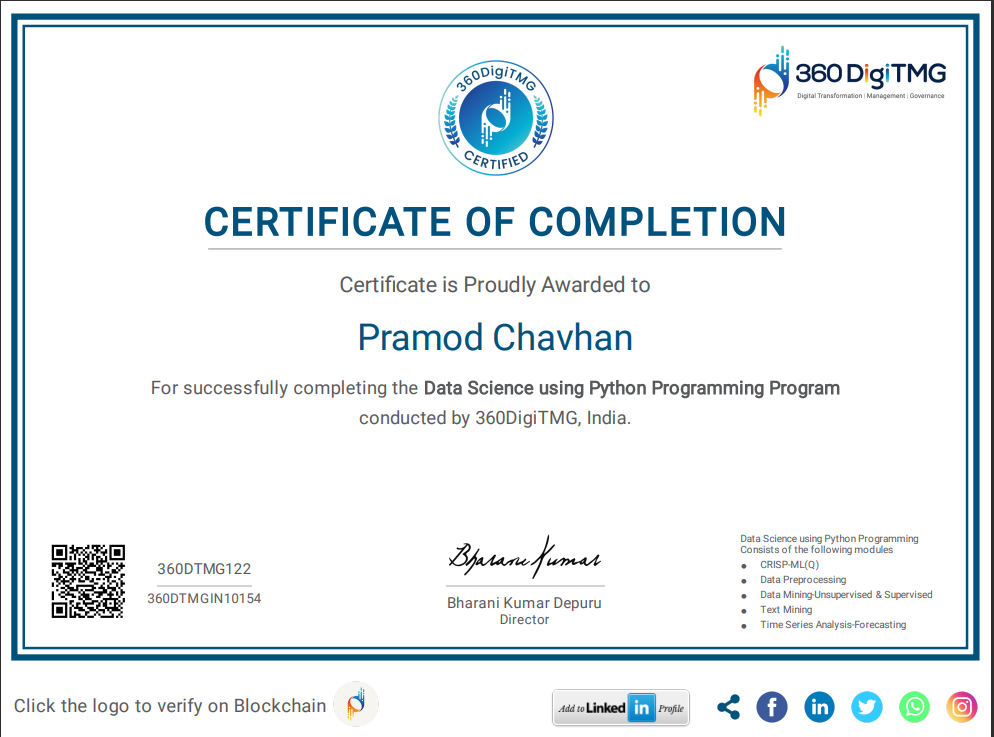 360DigiTMG
CERTIFIED
360 DigiTMG
Digital Transformation | Management | Governance
CERTIFICATE OF COMPLETION
Certificate is Proudly Awarded to
Pramod Chavhan
For successfully completing the Data Science using Python Programming Program
conducted by 360DigiTMG, India.
360DTMG122
360DTMGIN10154
Bharani Kumar
Bharani Kumar Depuru
Director
Data Science using Python Programming
Consists of the following modules
• CRISP-ML(Q)
• Data Preprocessing
• Data Mining-Unsupervised & Supervised
• Text Mining
• Time Series Analysis-Forecasting
Click the logo to verify on Blockchain
Add to Linked in Profile
f
in